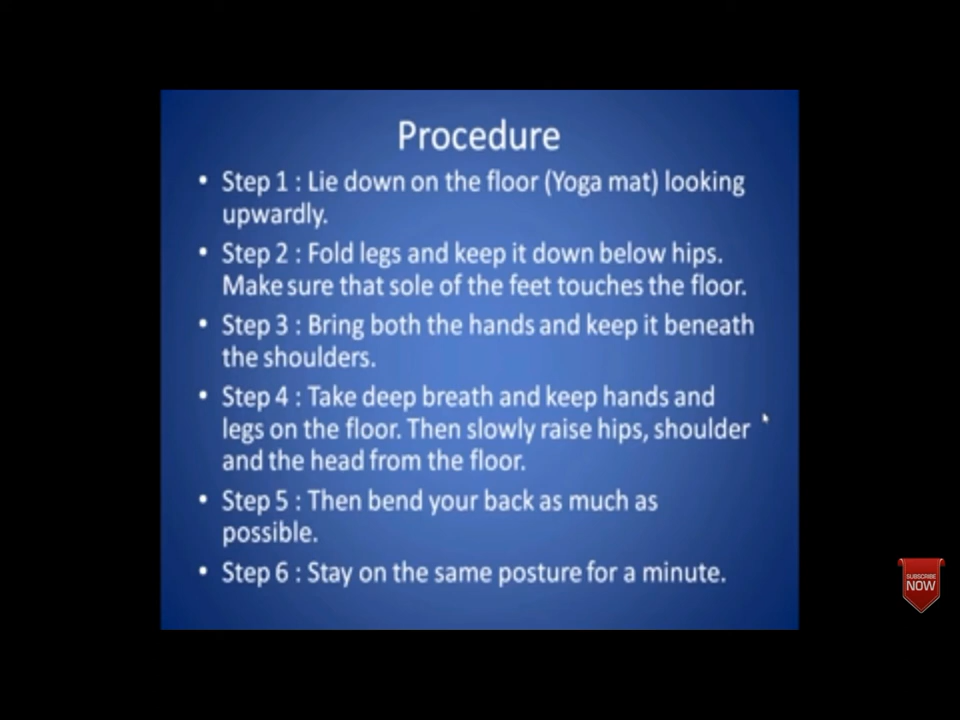 Procedure
• Step 1 : Lie down on the floor (Yoga mat) looking
upwardly.
• Step 2 : Fold legs and keep it down below hips.
Make sure that sole of the feet touches the floor.
• Step 3 : Bring both the hands and keep it beneath
the shoulders.
• Step 4 : Take deep breath and keep hands and
legs on the floor. Then slowly raise hips, shoulder
and the head from the floor.
• Step 5 : Then bend your back as much as
possible.
• Step 6 : Stay on the same posture for a minute.
SUBSCRIBE
NOW